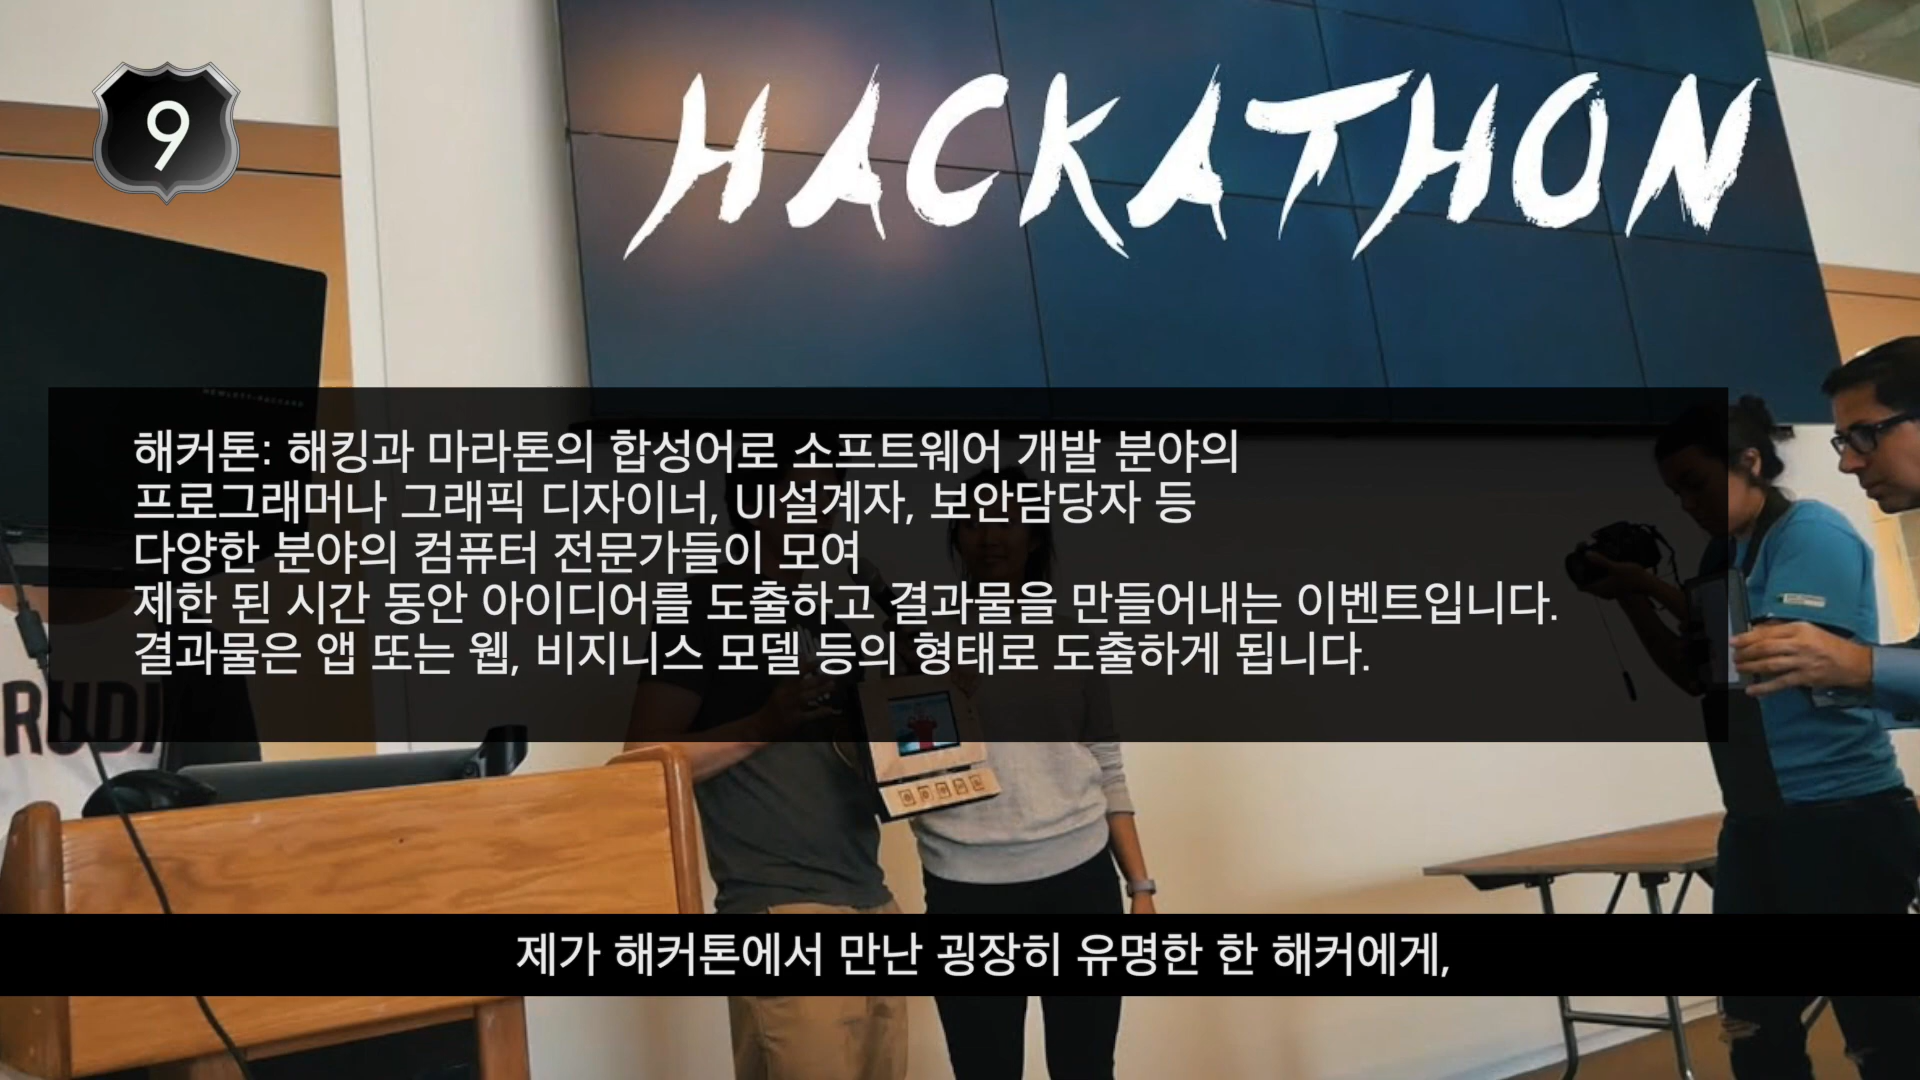 9
HACKATHON
HEWLETT-PACKARD
해커톤: 해킹과 마라톤의 합성어로 소프트웨어 개발 분야의
프로그래머나 그래픽 디자이너, UI설계자, 보안담당자 등
다양한 분야의 컴퓨터 전문가들이 모여
제한 된 시간 동안 아이디어를 도출하고 결과물을 만들어내는 이벤트입니다.
결과물은 앱 또는 웹, 비지니스 모델 등의 형태로 도출하게 됩니다.
제가 해커톤에서 만난 굉장히 유명한 한 해커에게,